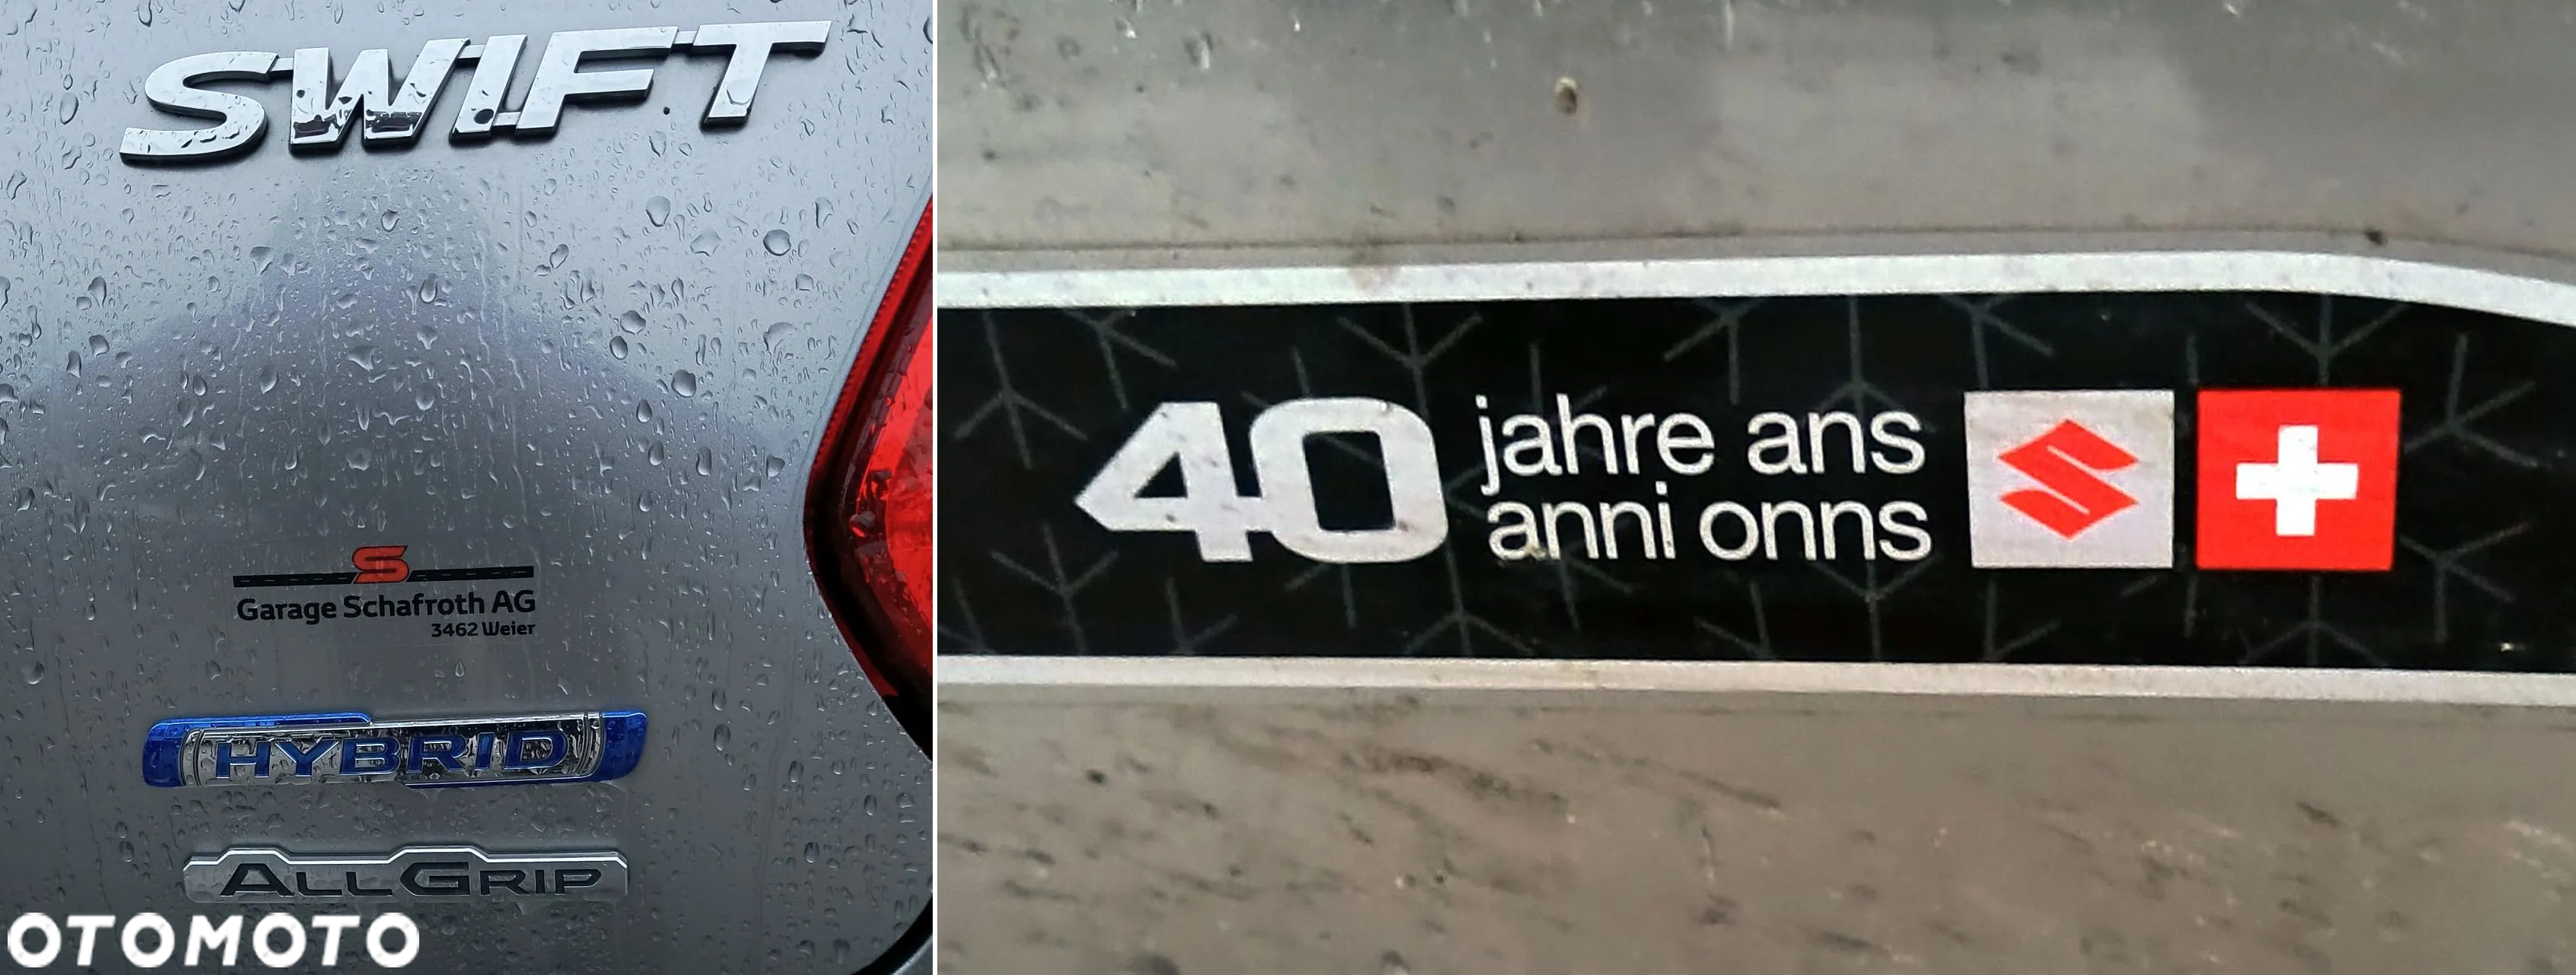 SWIFT
Garage Schafroth AG
3462 Weier
HYBRID
ALLGRIP
OTOMOTO
40 jahre ans
anni onns